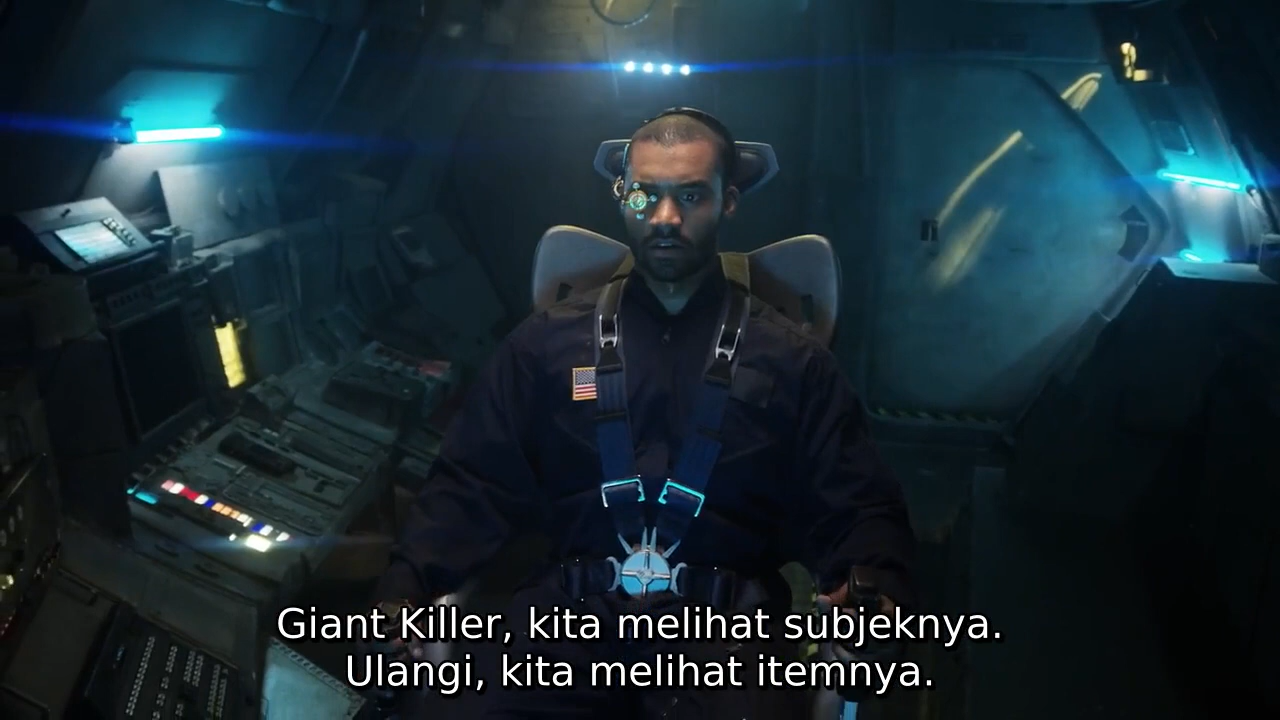 Giant Killer, kita melihat subjeknya.
Ulangi, kita melihat itemnya.